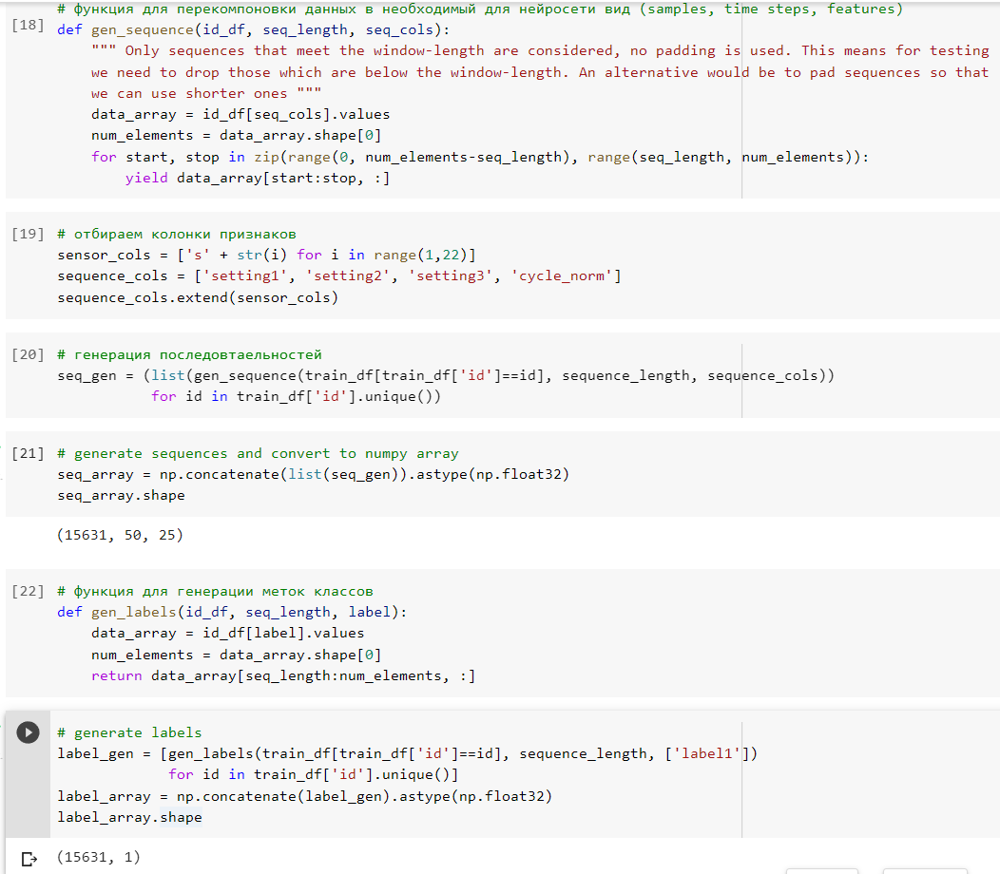 # функция для перекомпоновки данных в необходимый для нейросети вид (samples, time steps, features)
[18] def gen_sequence(id_df, seq_length, seq_cols):
""" Only sequences that meet the window-length are considered, no padding is used. This means for testing
we need to drop those which are below the window-length. An alternative would be to pad sequences so that
we can use shorter ones """
data_array = id_df[seq_cols].values
num_elements = data_array.shape[0]
for start, stop in zip(range(0, num_elements-seq_length), range(seq_length, num_elements)):
yield data_array[start:stop, :]
[19] # отбираем колонки признаков
sensor_cols = ['s' + str(i) for i in range(1,22)]
sequence_cols = ['setting1', 'setting2', 'setting3', 'cycle_norm']
sequence_cols.extend(sensor_cols)
[20] # генерация последовтаельностей
seq_gen = (list(gen_sequence(train_df[train_df['id']==id], sequence_length, sequence_cols))
for id in train_df['id'].unique())
[21] # generate sequences and convert to numpy array
seq_array = np.concatenate(list(seq_gen)).astype(np.float32)
seq_array.shape
(15631, 50, 25)
[22] # функция для генерации меток классов
def gen_labels(id_df, seq_length, label):
data_array = id_df[label].values
num_elements = data_array.shape[0]
return data_array[seq_length:num_elements, :]
# generate labels
label_gen = [gen_labels(train_df[train_df['id']==id], sequence_length, ['label1'])
for id in train_df['id'].unique()]
label_array = np.concatenate(label_gen).astype(np.float32)
label_array.shape
(15631, 1)